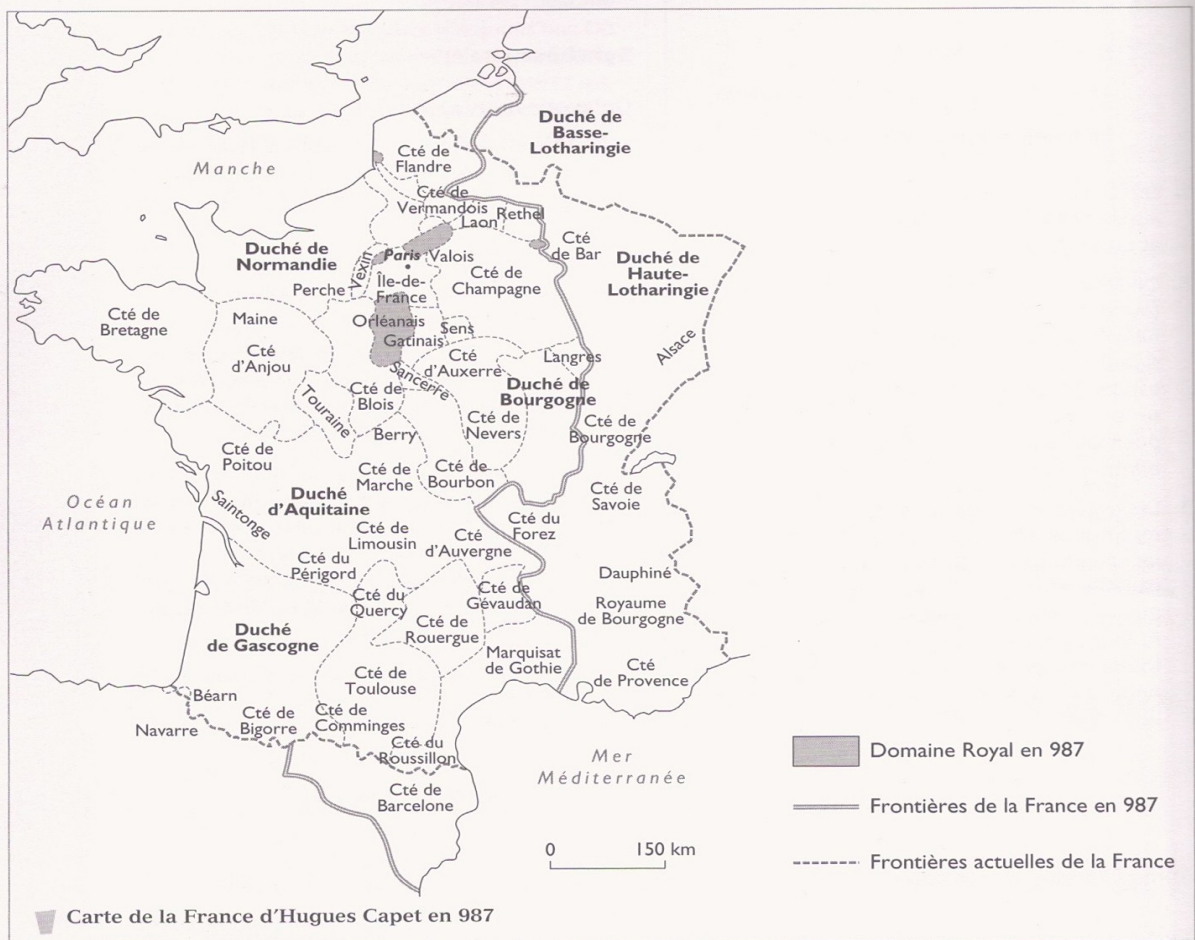 Duché de
Basse-
Lotharingie
Manche
Cté de
Flandre
Cté de
Vermandois
Laon
Rethel
Cté
de Bar
Duché de
Haute-
Lotharingie
Duché de
Normandie
Vexin
Paris
Valois
Cté de
Champagne
Perche
Île-de-
France
Cté de
Bretagne
Maine
Orléanais
Gatinais
Sens
Alsace
Cté
d'Anjou
Cté
d'Auxerre
Langres
Sancerre
Duché de
Bourgogne
Touraine
Cté de
Blois
Cté de
Nevers
Cté de
Bourgogne
Berry
Cté de
Poitou
Cté de
Marche
Cté de
Bourbon
Cté de
Savoie
Océan
Atlantique
Saintonge
Duché
d'Aquitaine
Cté de
Limousin
Cté
d'Auvergne
Cté du
Forez
Cté du
Périgord
Dauphiné
Cté du
Quercy
Cté de
Gévaudan
Royaume
de Bourgogne
Duché
de Gascogne
Cté de
Rouergue
Marquisat
de Gothie
Cté de
Toulouse
Cté
de Provence
Béarn
Navarre
Cté de
Bigorre
Cté de
Comminges
Cté du
Roussillon
Mer
Méditerranée
Cté de
Barcelone
Domaine Royal en 987
Frontières de la France en 987
0 150 km
Frontières actuelles de la France
Carte de la France d'Hugues Capet en 987